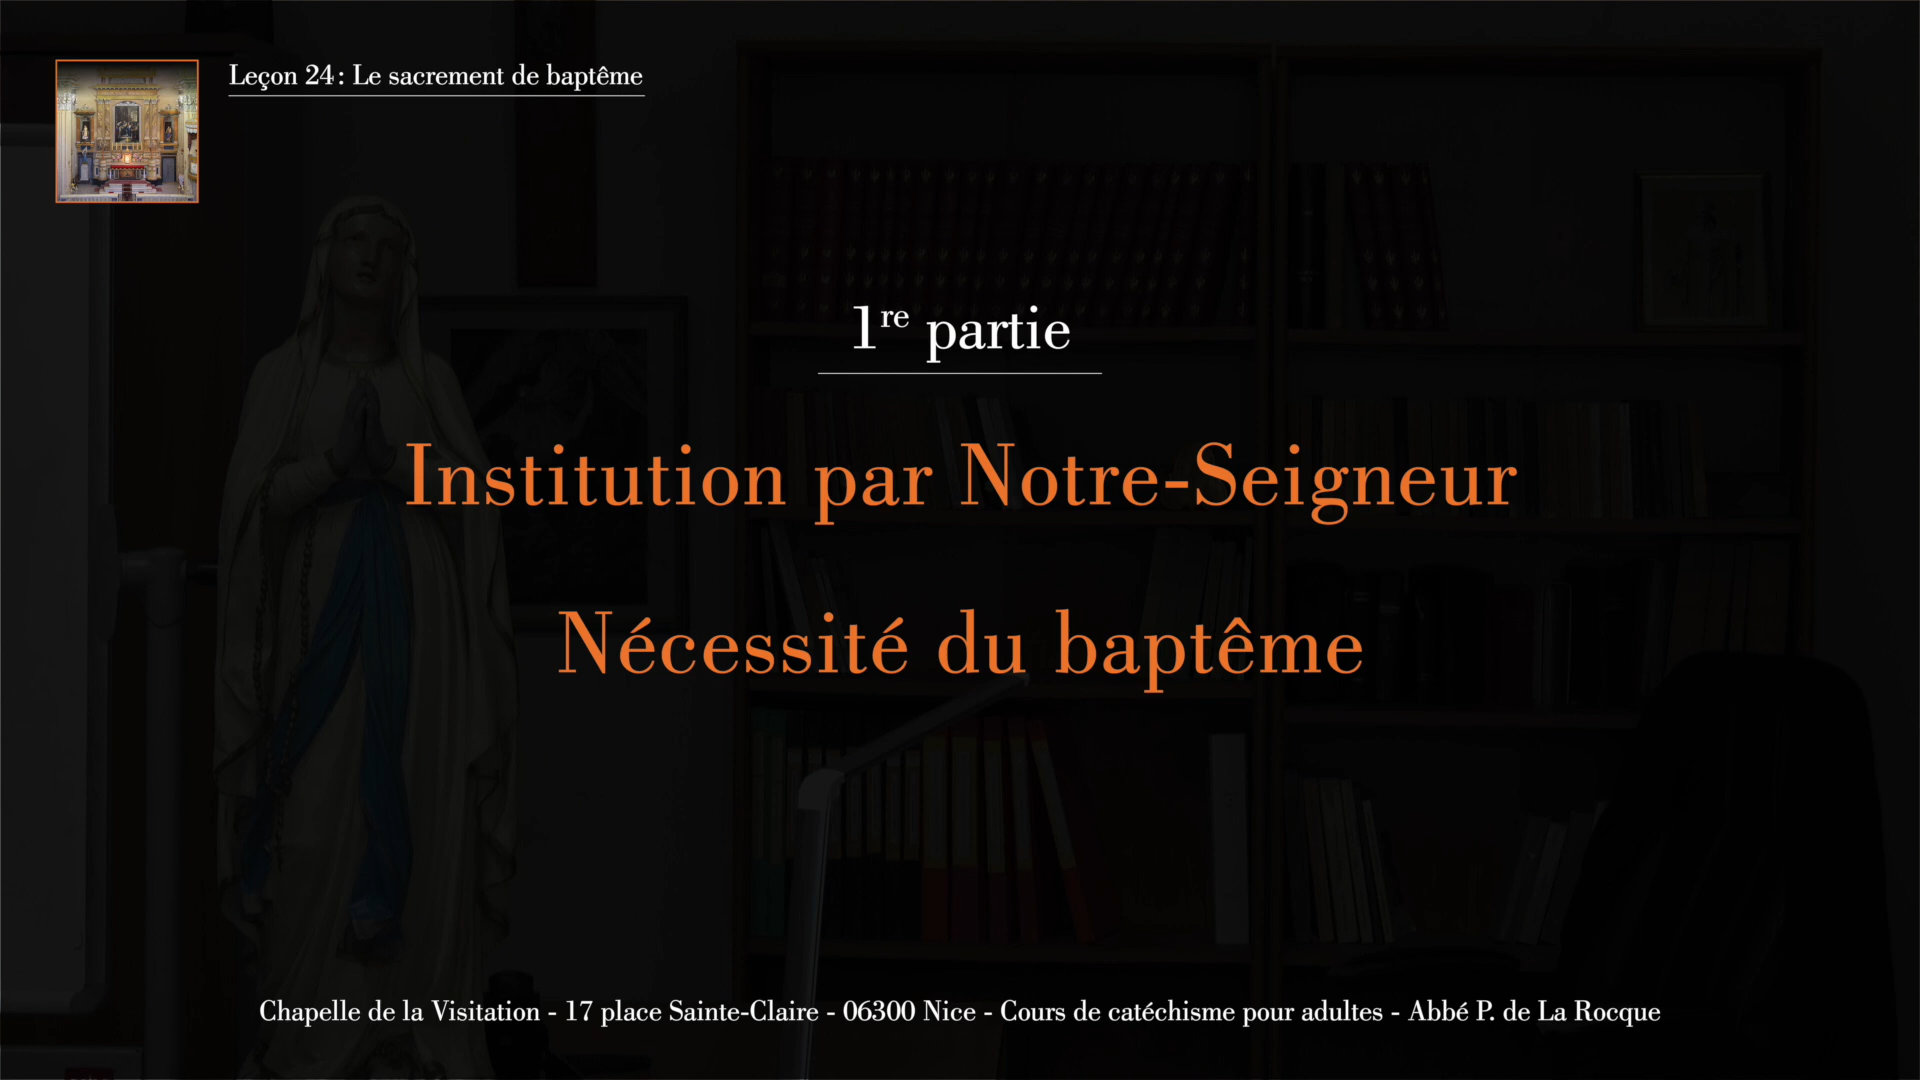 Leçon 24 : Le sacrement de baptême
1re partie
Institution par Notre-Seigneur
Nécessité du baptême
Chapelle de la Visitation - 17 place Sainte-Claire - 06300 Nice - Cours de catéchisme pour adultes - Abbé P. de La Rocque